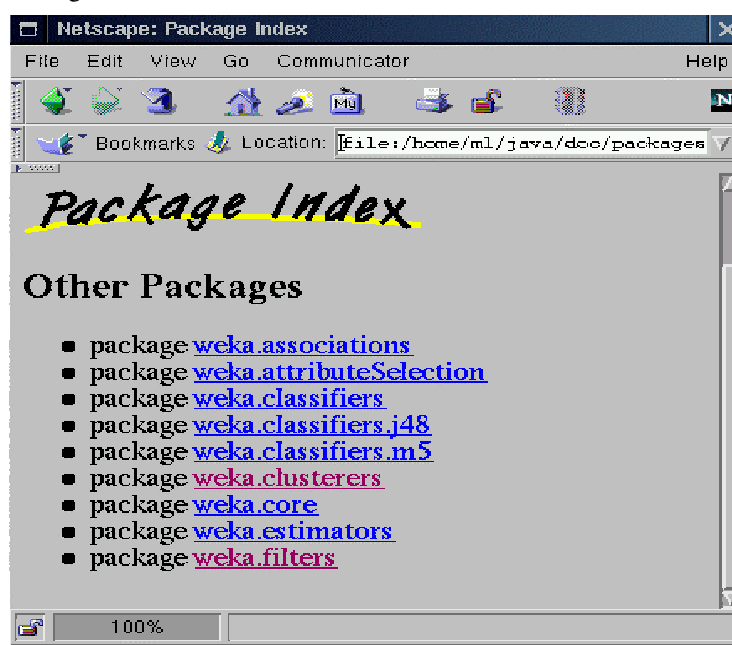 Netscape: Package Index
File Edit View Go Communicator Help
My N
Bookmarks Location: file:/home/ml/java/doc/packages
Package Index
Other Packages
package weka.associations
package weka.attributeSelection
package weka.classifiers
package weka.classifiers.j48
package weka.classifiers.m5
package weka.clusterers
package weka.core
package weka.estimators
package weka.filters
100%